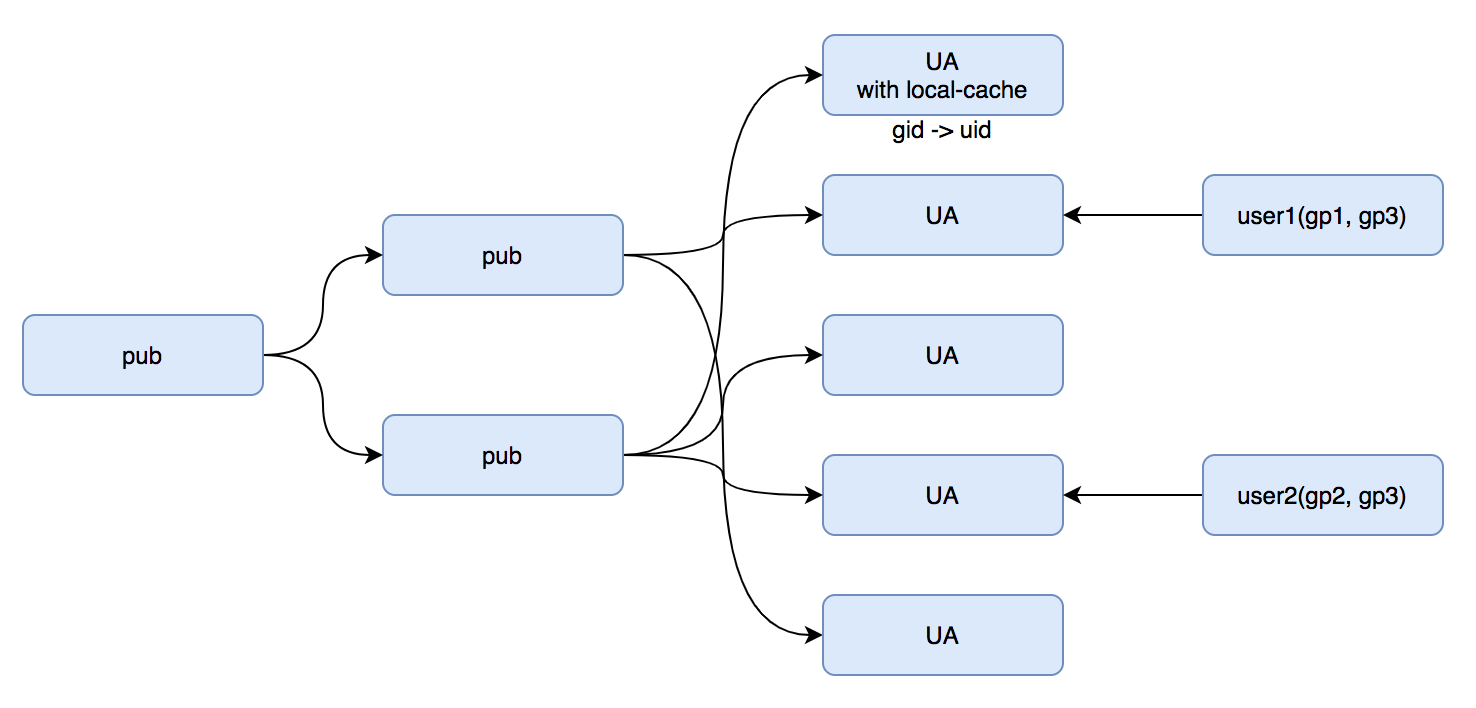 UA
with local-cache
gid -> uid
UA
user1(gp1, gp3)
pub
pub
UA
pub
UA
user2(gp2, gp3)
UA